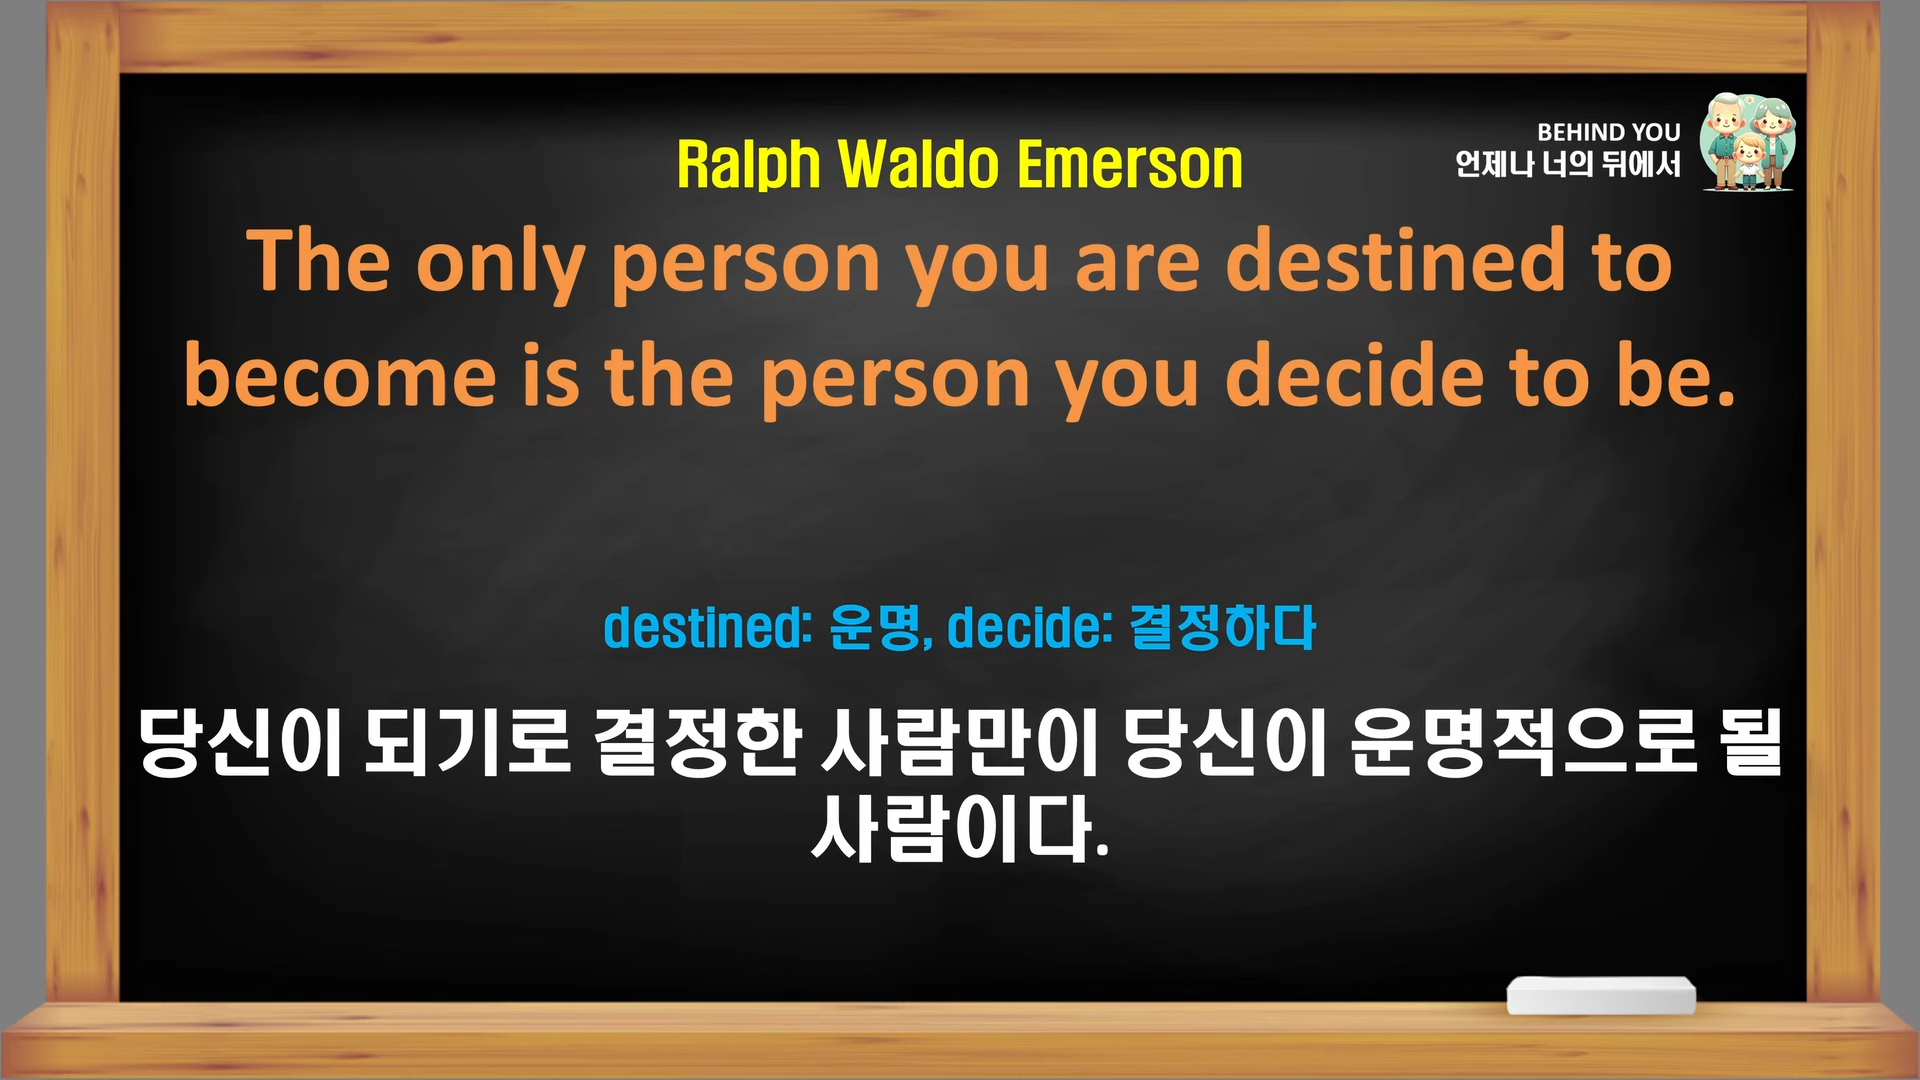 BEHIND YOU
언제나 너의 뒤에서
Ralph Waldo Emerson
The only person you are destined to
become is the person you decide to be.
destined: 운명, decide: 결정하다
당신이 되기로 결정한 사람만이 당신이 운명적으로 될
사람이다.